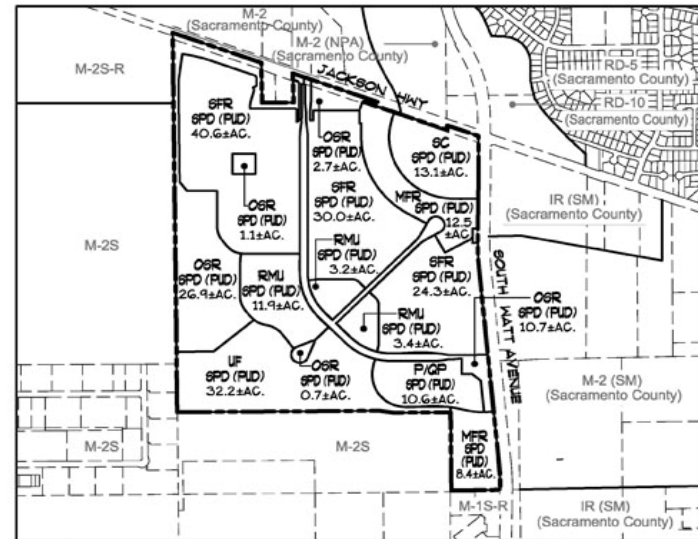 M-2
(Sacramento County)
M-2 (NPA)
(Sacramento County)
M-2S-R
JACKSON HWY
RD-5
(Sacramento County)
RD-10
(Sacramento County)
SFR
SPD (PUD)
40.6±AC.
OSR
SPD (PUD)
2.7±AC.
SC
SPD (PUD)
13.1±AC.
SFR
SPD (PUD)
30.0±AC.
MFR
SPD (PUD)
12.5
±AC.
IR (SM)
(Sacramento County)
OSR
SPD (PUD)
1.1±AC.
M-2S
OSR
SPD (PUD)
26.9±AC.
RMU
SPD (PUD)
11.9±AC.
RMU
SPD (PUD)
3.2±AC.
SFR
SPD (PUD)
24.3±AC.
SOUTH WATT AVENUE
OSR
SPD (PUD)
10.7±AC.
RMU
SPD (PUD)
3.4±AC.
UF
SPD (PUD)
32.2±AC.
OSR
SPD (PUD)
0.7±AC.
P/QP
SPD (PUD)
10.6±AC.
M-2 (SM)
(Sacramento County)
M-2S
M-2S
MFR
SPD
(PUD)
8.4±AC.
M-1S-R
IR (SM)
(Sacramento County)